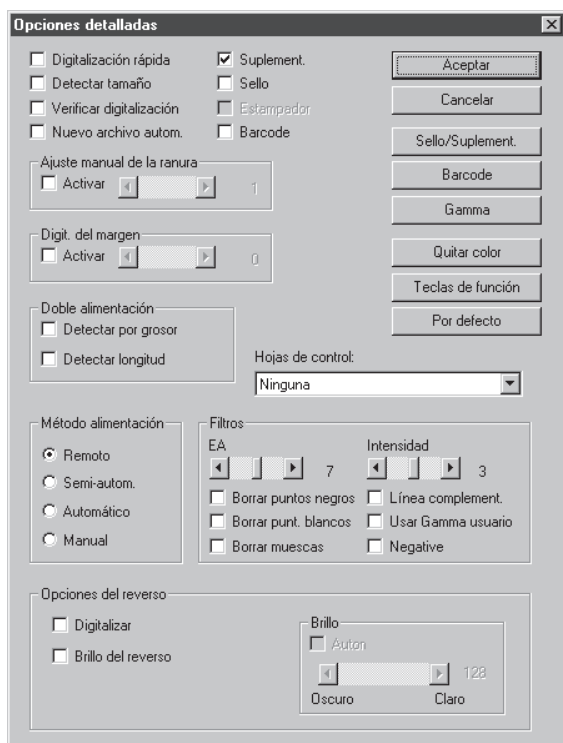 Opciones detalladas
Digitalización rápida
Detectar tamaño
Verificar digitalización
Nuevo archivo autom.
Suplement.
Sello
Estampador
Barcode
Aceptar
Cancelar
Sello/Suplement.
Barcode
Gamma
Quitar color
Teclas de función
Por defecto
Ajuste manual de la ranura
Activar 1
Digit. del margen
Activar 0
Doble alimentación
Detectar por grosor
Detectar longitud
Hojas de control:
Ninguna
Método alimentación
Remoto
Semi-autom.
Automático
Manual
Filtros
EA
7
Borrar puntos negros
Borrar punt. blancos
Borrar muescas
Intensidad
3
Línea complement.
Usar Gamma usuario
Negative
Opciones del reverso
Digitalizar
Brillo del reverso
Brillo
Auton
128
Oscuro Claro